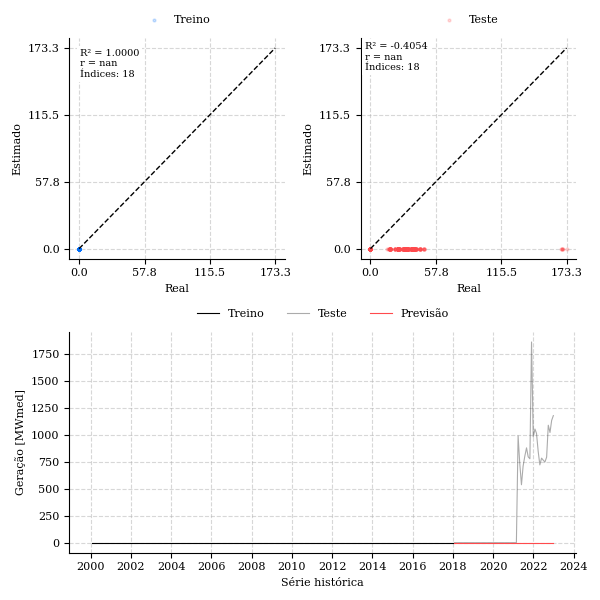 Treino
R² = 1.0000
r = nan
Índices: 18
173.3
115.5
57.8
0.0
Estimado
0.0 57.8 115.5 173.3
Real
Teste
R² = -0.4054
r = nan
Índices: 18
173.3
115.5
57.8
0.0
Estimado
0.0 57.8 115.5 173.3
Real
Treino Teste Previsão
1750
1500
1250
1000
750
500
250
0
Geração [MWmed]
2000 2002 2004 2006 2008 2010 2012 2014 2016 2018 2020 2022 2024
Série histórica